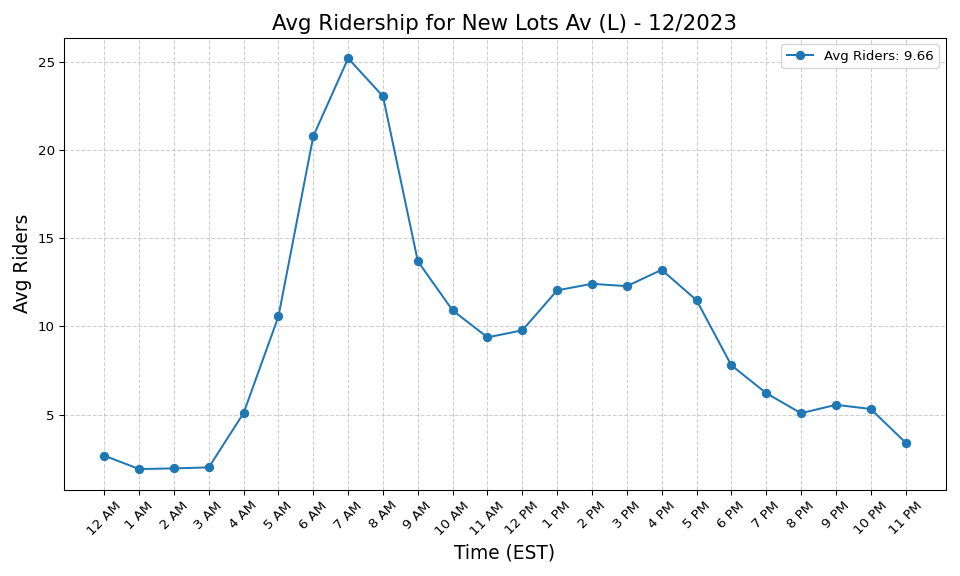 Avg Ridership for New Lots Av (L) - 12/2023
Avg Riders: 9.66
Avg Riders
25
20
15
10
5
12 AM
1 AM
2 AM
3 AM
4 AM
5 AM
6 AM
7 AM
8 AM
9 AM
10 AM
11 AM
12 PM
1 PM
2 PM
3 PM
4 PM
5 PM
6 PM
7 PM
8 PM
9 PM
10 PM
11 PM
Time (EST)